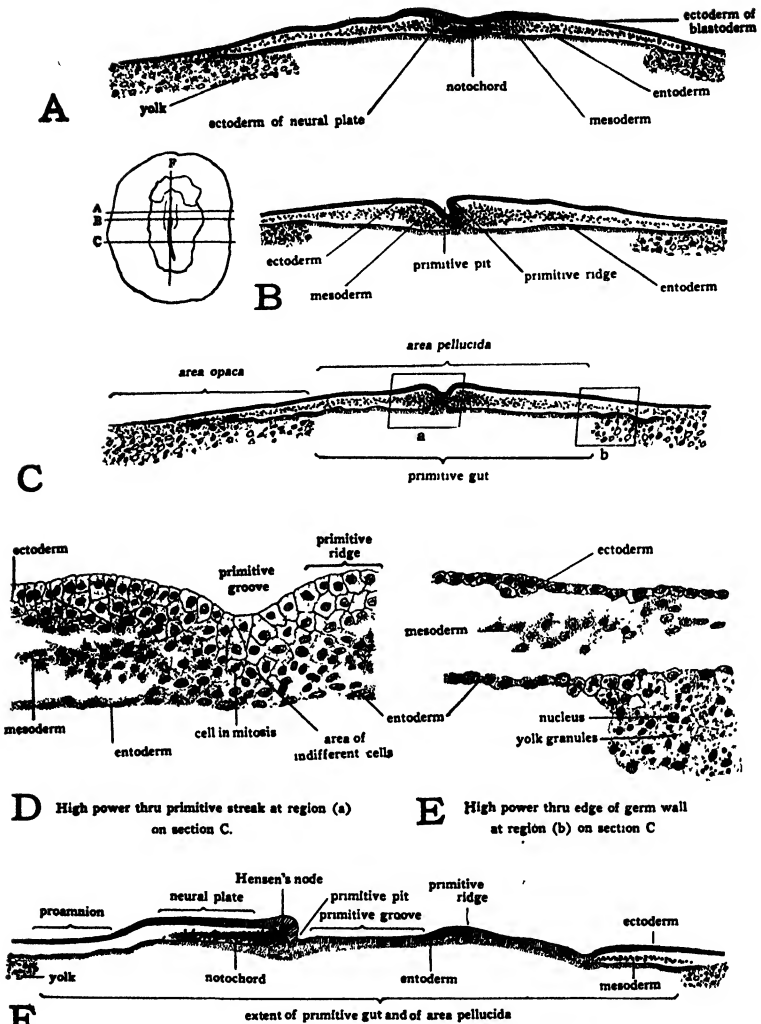 ectoderm of
blastoderm
notochord
entoderm
yolk
ectoderm of neural plate
mesoderm
A
F
A
B
C
ectoderm
primitive pit
primitive ridge
mesoderm
entoderm
B
area pellucida
area opaca
a
b
primitive gut
C
ectoderm
primitive
groove
primitive
ridge
mesoderm
entoderm
cell in mitosis
area of
indifferent cells
entoderm
ectoderm
mesoderm
nucleus
yolk granules
D High power thru primitive streak at region (a)
on section C.
E High power thru edge of germ wall
at region (b) on section C
Hensen's node
proamnion
neural plate
primitive pit
primitive groove
primitive
ridge
ectoderm
yolk
notochord
entoderm
mesoderm
F
extent of primitive gut and of area pellucida